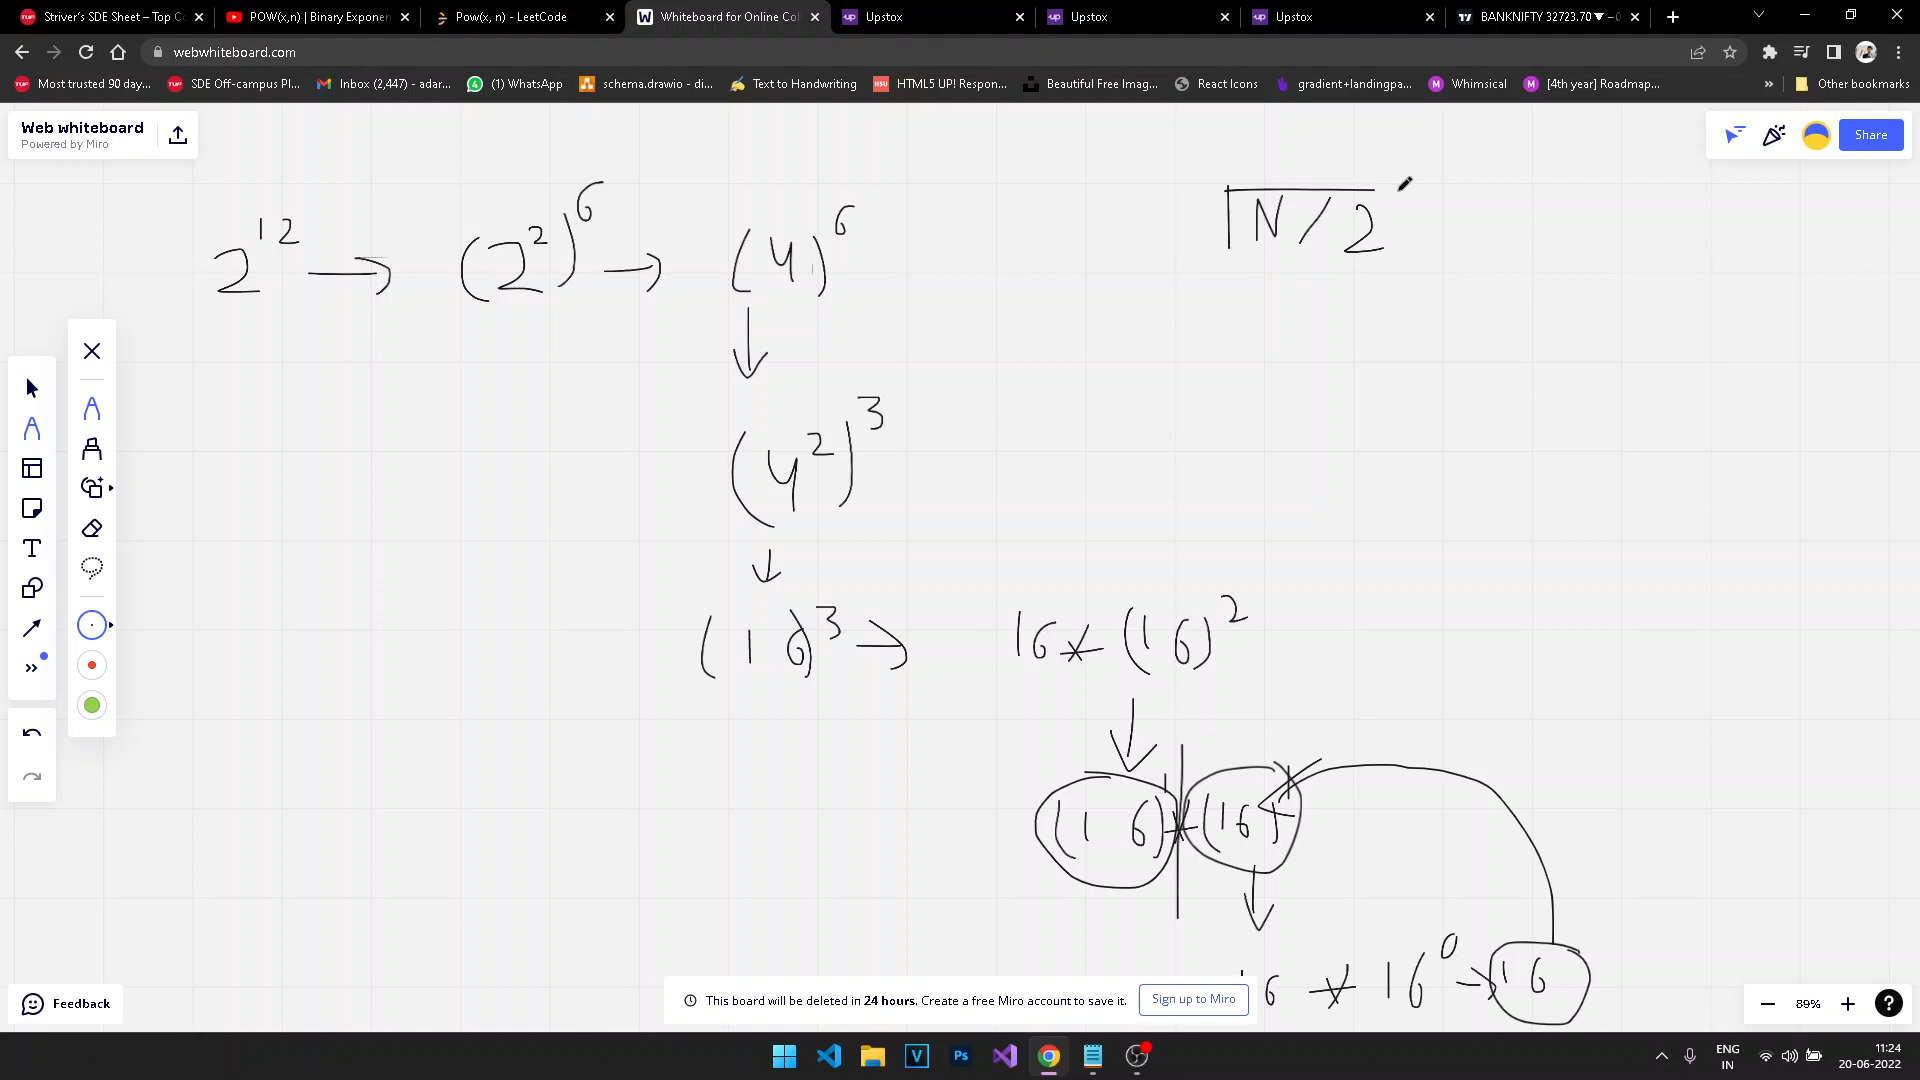 Striver's SDE Sheet – Top C
POW(x,n) | Binary Exponen
Pow(x, n) - LeetCode
Whiteboard for Online Coll
Upstox
Upstox
Upstox
BANKNIFTY 32723.70 ▼ −
webwhiteboard.com
Most trusted 90 day...
SDE Off-campus Pl...
Inbox (2,447) - adar...
(1) WhatsApp
schema.drawio - di...
Text to Handwriting
HTML5 UP! Respon...
Beautiful Free Imag...
React Icons
gradient+landingpa...
Whimsical
[4th year] Roadmap...
»
Other bookmarks
Web whiteboard
Powered by Miro
Share
2^12 → (2^2)^6 → (4)^6
N/2
(4^2)^3
(16)^3 → 16 * (16)^2
(16)^1 * (16)^1
6 * 16^0 → 16
This board will be deleted in 24 hours. Create a free Miro account to save it.
Sign up to Miro
Feedback
89%
ENG
IN
11:24
20-06-2022